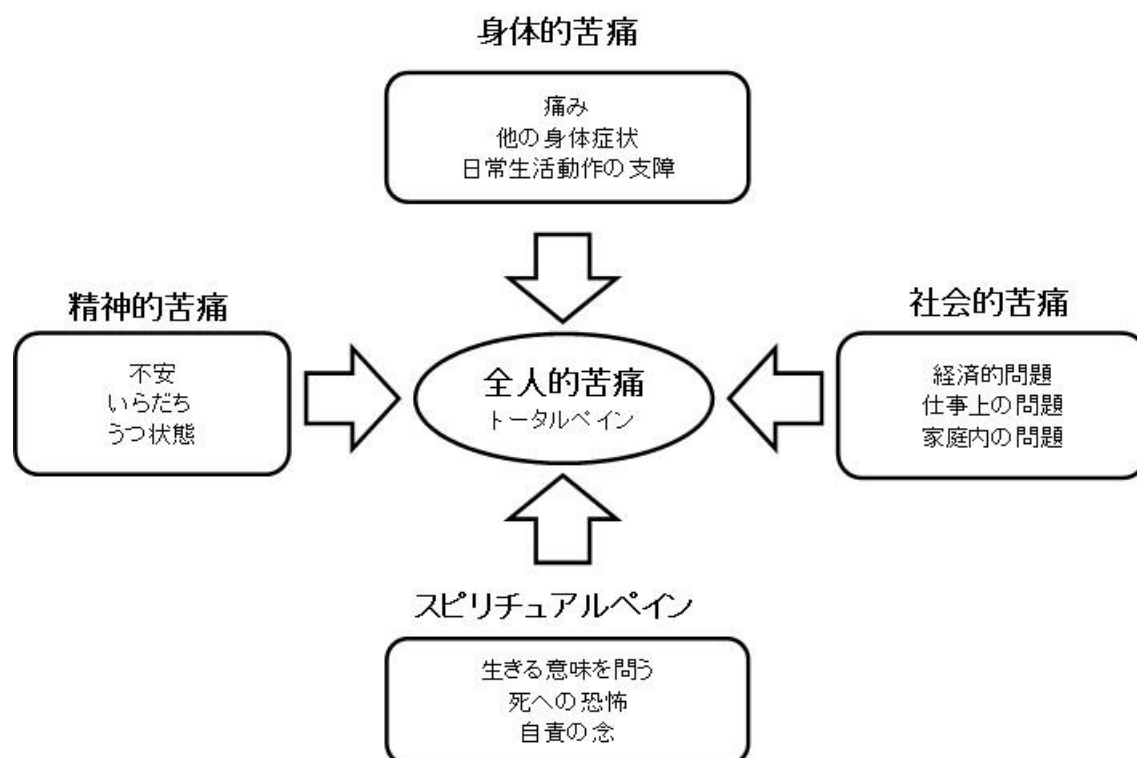 身体的苦痛
痛み
他の身体症状
日常生活動作の支障
精神的苦痛
不安
いらだち
うつ状態
全人的苦痛
トータルペイン
社会的苦痛
経済的問題
仕事上の問題
家庭内の問題
スピリチュアルペイン
生きる意味を問う
死への恐怖
自責の念